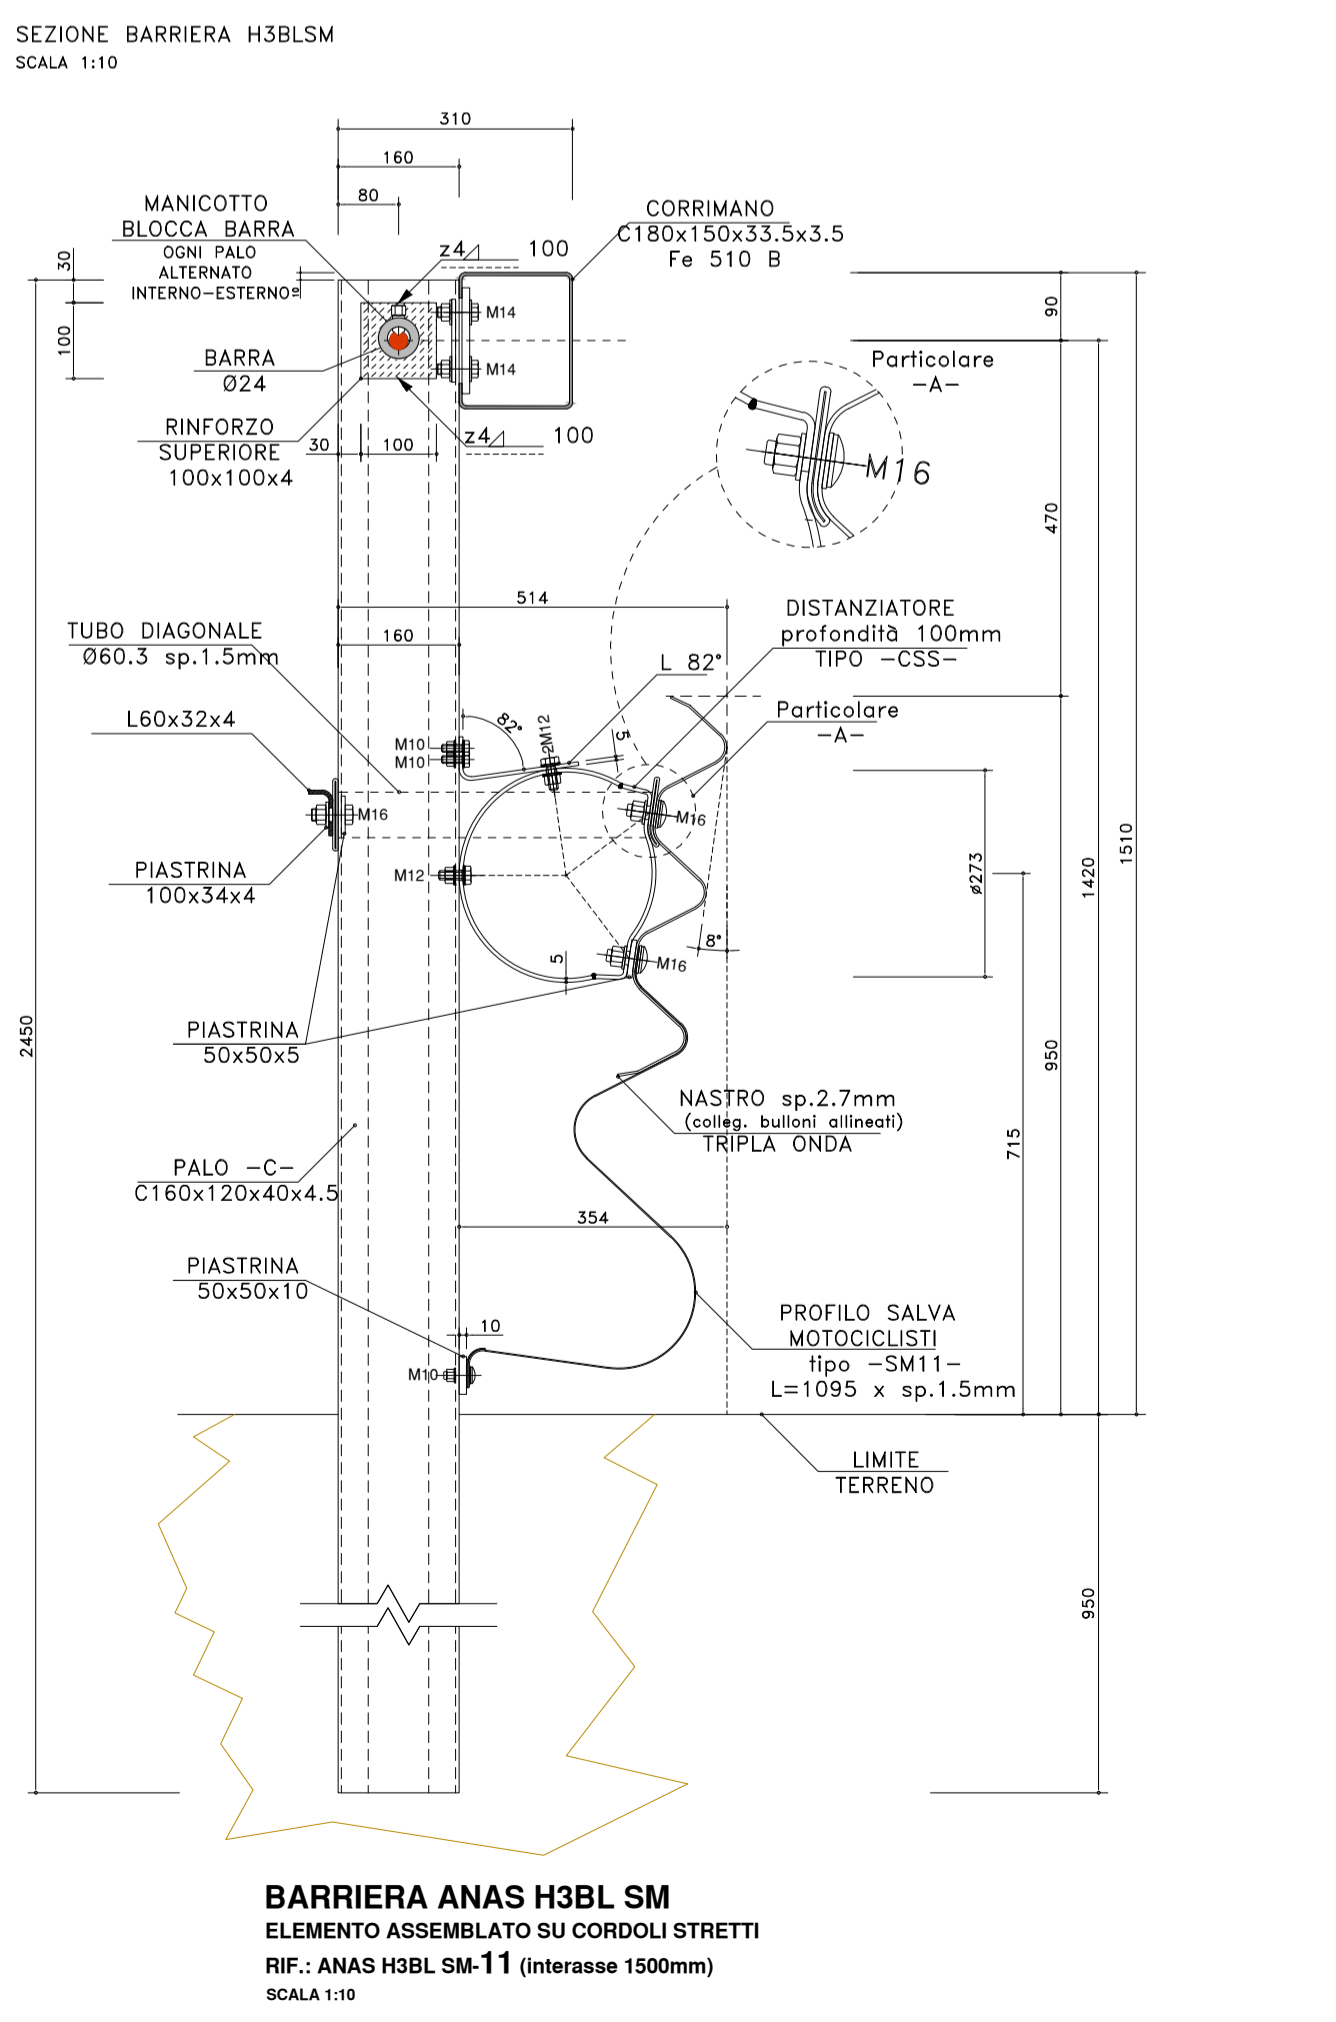 SEZIONE BARRIERA H3BLSM
SCALA 1:10
310
160
80
MANICOTTO
BLOCCA BARRA
OGNI PALO
ALTERNATO
INTERNO-ESTERNO
z4 100
CORRIMANO
C180x150x33.5x3.5
Fe 510 B
30
100
M14
M14
90
BARRA
Ø24
Particolare
-A-
RINFORZO
SUPERIORE
100x100x4
30
100
z4 100
M16
470
514
160
TUBO DIAGONALE
Ø60.3 sp.1.5mm
DISTANZIATORE
profondità 100mm
TIPO -CSS-
L 82°
L60x32x4
82°
2M12
5
Particolare
-A-
M10
M10
M16
M16
1510
1420
PIASTRINA
100x34x4
M12
ø273
8°
5
M16
2450
PIASTRINA
50x50x5
950
NASTRO sp.2.7mm
(colleg. bulloni allineati)
TRIPLA ONDA
715
PALO -C-
C160x120x40x4.5
354
PIASTRINA
50x50x10
10
M10
PROFILO SALVA
MOTOCICLISTI
tipo -SM11-
L=1095 x sp.1.5mm
LIMITE
TERRENO
950
BARRIERA ANAS H3BL SM
ELEMENTO ASSEMBLATO SU CORDOLI STRETTI
RIF.: ANAS H3BL SM-11 (interasse 1500mm)
SCALA 1:10